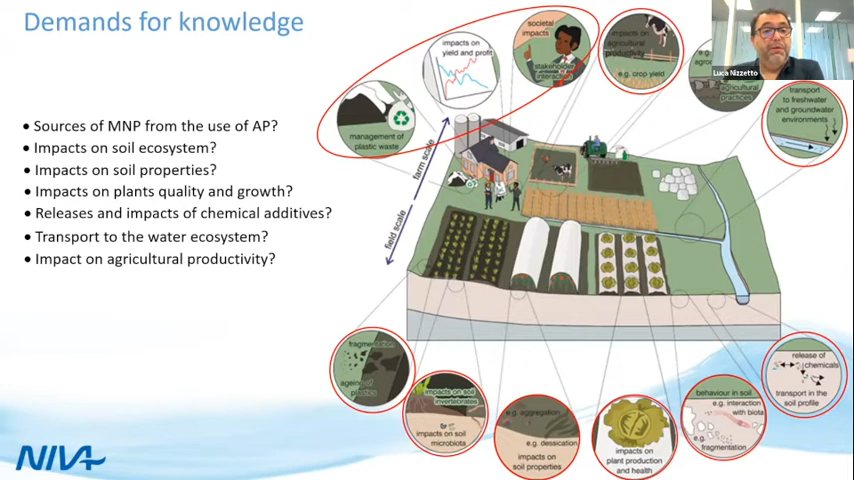 Demands for knowledge
• Sources of MNP from the use of AP?
• Impacts on soil ecosystem?
• Impacts on soil properties?
• Impacts on plants quality and growth?
• Releases and impacts of chemical additives?
• Transport to the water ecosystem?
• Impact on agricultural productivity?
management of
plastic waste
impacts on
yield and profit
societal
impacts
stakeholder
interaction
impacts on
agricultural
productivity
e.g. crop yield
e.g.
agricultural
practices
Luca Nizzetto
transport
to freshwater
and groundwater
environments
farm scale
field scale
fragmentation
ageing of
plastics
impacts on soil
invertebrates
impacts on soil
microbiota
e.g. aggregation
e.g. dessication
impacts on
soil properties
impacts on
plant production
and health
behaviour in soil
e.g. interaction
with biota
e.g.
fragmentation
release of
chemicals
transport in
the soil profile
NIVA